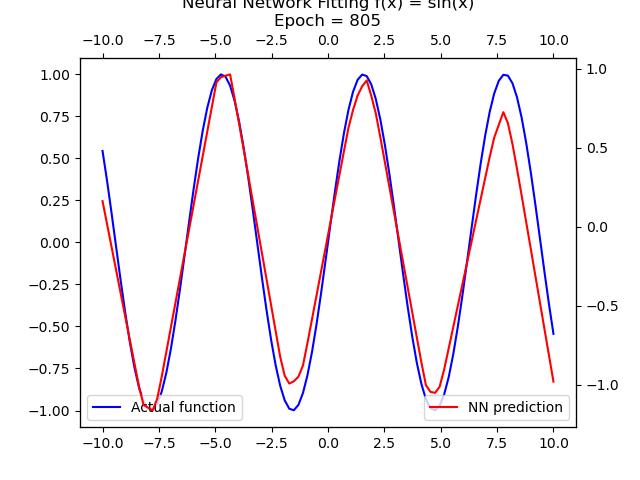 Neural Network Fitting f(x) = sin(x)
Epoch = 805
−10.0 −7.5 −5.0 −2.5 0.0 2.5 5.0 7.5 10.0
1.00 1.0
0.75
0.50 0.5
0.25
0.00 0.0
−0.25
−0.50 −0.5
−0.75
−1.00 −1.0
Actual function NN prediction
−10.0 −7.5 −5.0 −2.5 0.0 2.5 5.0 7.5 10.0